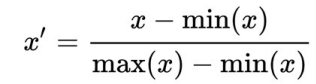 x′ = x − min(x) / max(x) − min(x)